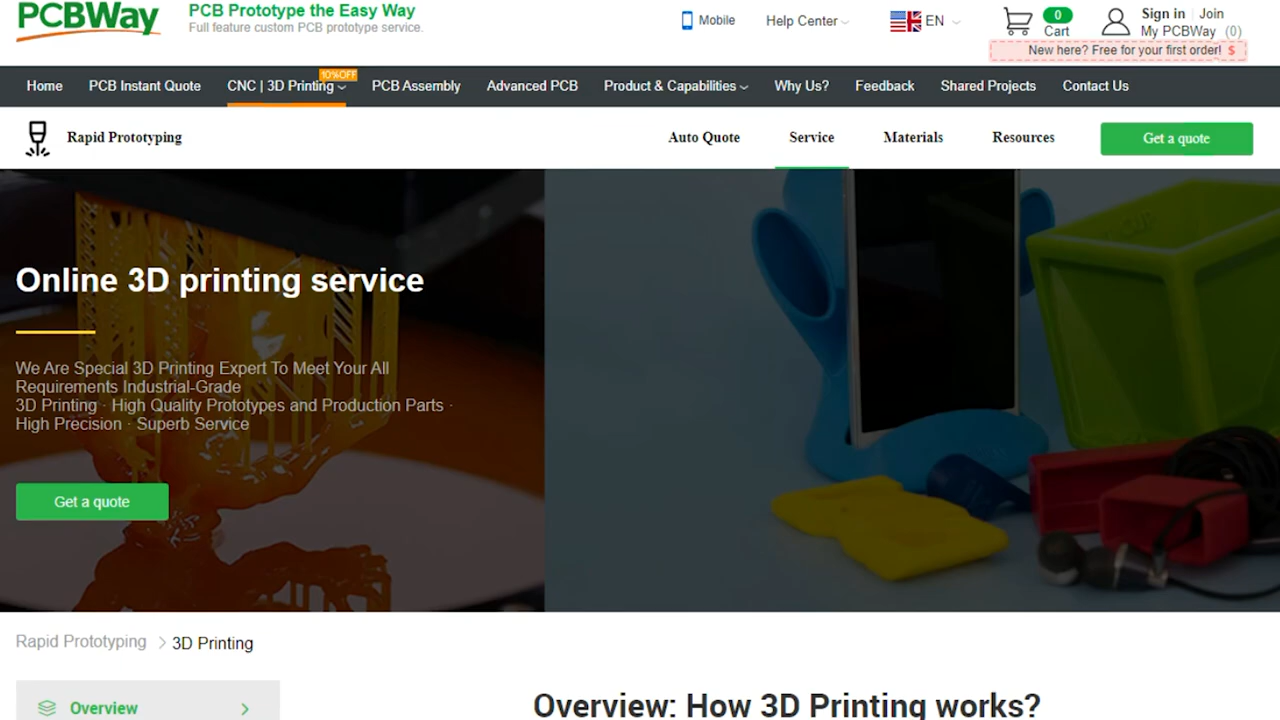 PCBWay
PCB Prototype the Easy Way
Full feature custom PCB prototype service.
Mobile
Help Center
EN
0
Cart
Sign in | Join
My PCBWay (0)
New here? Free for your first order! $
Home
PCB Instant Quote
CNC | 3D Printing
10%OFF
PCB Assembly
Advanced PCB
Product & Capabilities
Why Us?
Feedback
Shared Projects
Contact Us
Rapid Prototyping
Auto Quote
Service
Materials
Resources
Get a quote
Online 3D printing service
We Are Special 3D Printing Expert To Meet Your All
Requirements Industrial-Grade
3D Printing · High Quality Prototypes and Production Parts ·
High Precision · Superb Service
Get a quote
Rapid Prototyping > 3D Printing
Overview
Overview: How 3D Printing works?